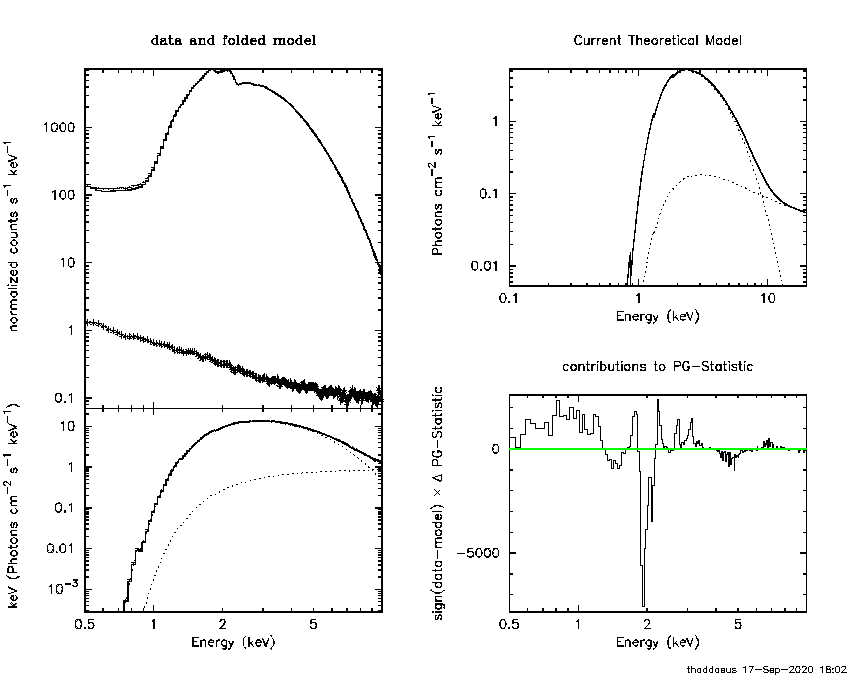 data and folded model
normalized counts s⁻¹ keV⁻¹
1000
100
10
1
0.1
keV (Photons cm⁻² s⁻¹ keV⁻¹)
10
1
0.1
0.01
10⁻³
0.5 1 2 5
Energy (keV)
Current Theoretical Model
Photons cm⁻² s⁻¹ keV⁻¹
1
0.1
0.01
0.1 1 10
Energy (keV)
contributions to PG-Statistic
sign(data-model) × Δ PG-Statistic
0
-5000
0.5 1 2 5
Energy (keV)
thaddaeus 17-Sep-2020 18:02